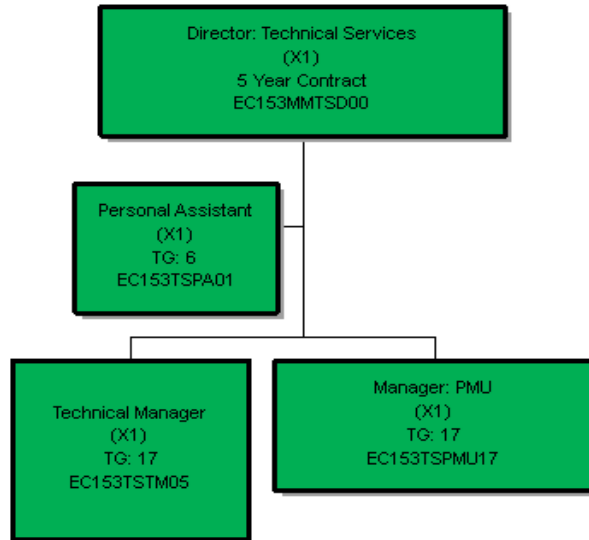 Director: Technical Services
(X1)
5 Year Contract
EC153MMTSD00
Personal Assistant
(X1)
TG: 6
EC153TSPA01
Technical Manager
(X1)
TG: 17
EC153TSTM05
Manager: PMU
(X1)
TG: 17
EC153TSPMU17